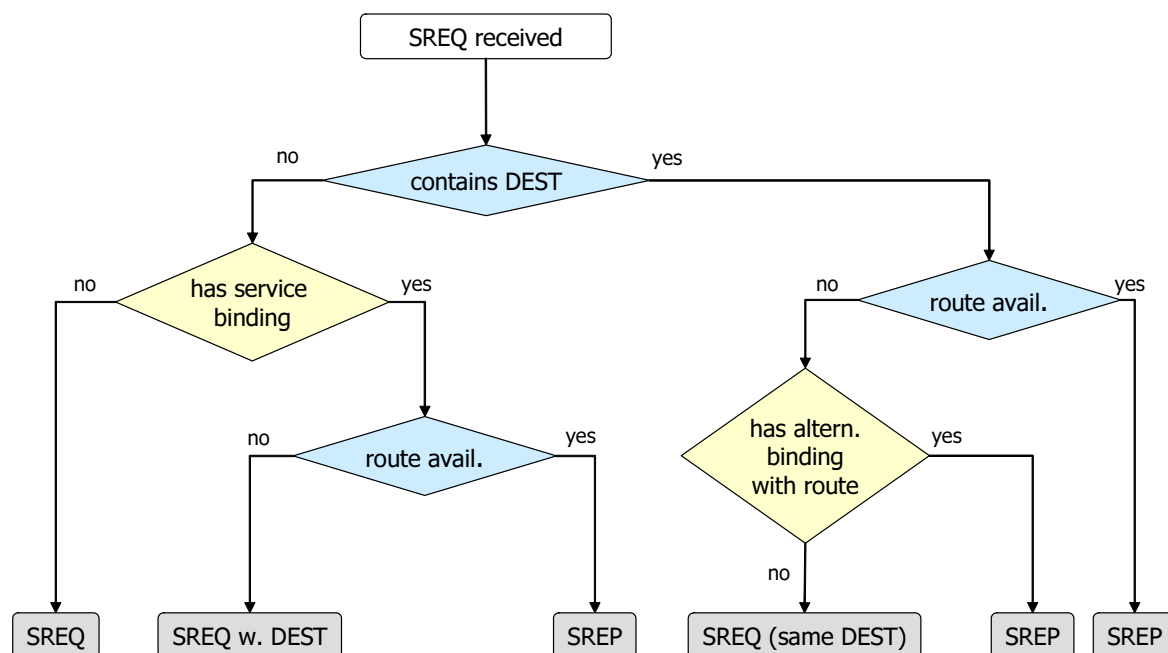 SREQ received
no
yes
contains DEST
no
has service
binding
yes
no
route avail.
yes
no
route avail.
yes
has altern.
binding
with route
yes
no
SREQ
SREQ w. DEST
SREP
SREQ (same DEST)
SREP
SREP